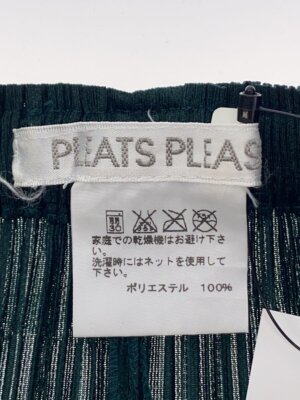 PLEATS PLEAS
家庭での乾燥機はお避け下さ
い。
洗濯時にはネットを使用して
下さい。
ポリエステル 100%